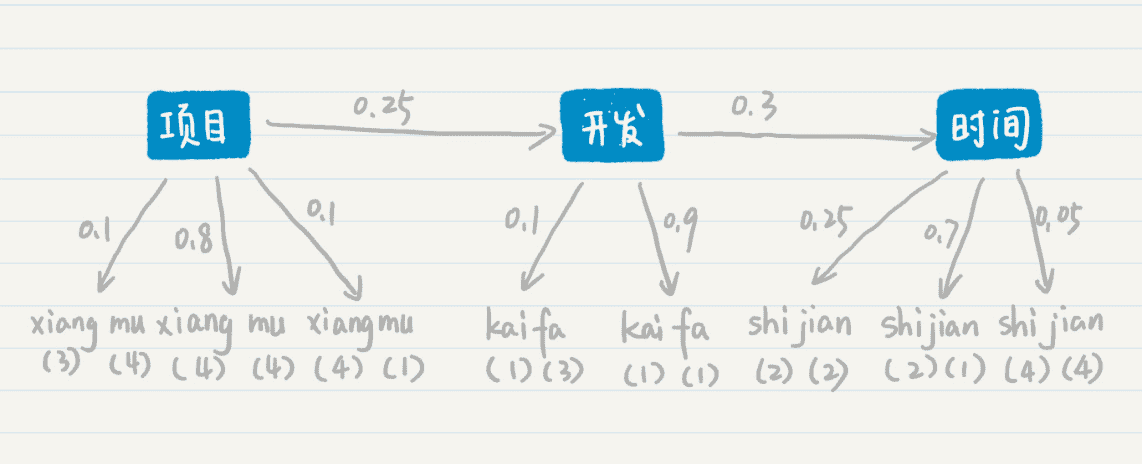 0.25 0.3
项目 开发 时间
0.1 0.8 0.1 0.1 0.9 0.25 0.7 0.05
xiang mu xiang mu xiang mu kai fa kai fa shi jian shi jian shi jian
(3) (4) (4) (4) (4) (1) (1) (3) (1) (1) (2) (2) (2) (1) (4) (4)